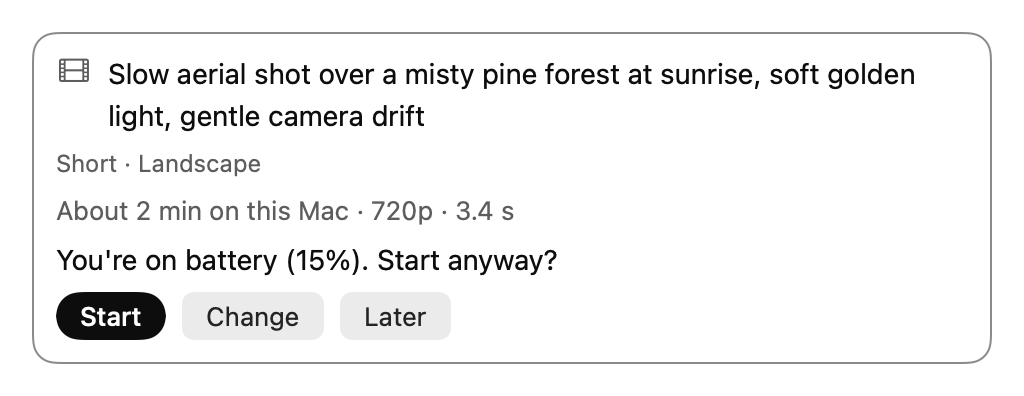 Slow aerial shot over a misty pine forest at sunrise, soft golden
light, gentle camera drift
Short · Landscape
About 2 min on this Mac · 720p · 3.4 s
You're on battery (15%). Start anyway?
Start Change Later